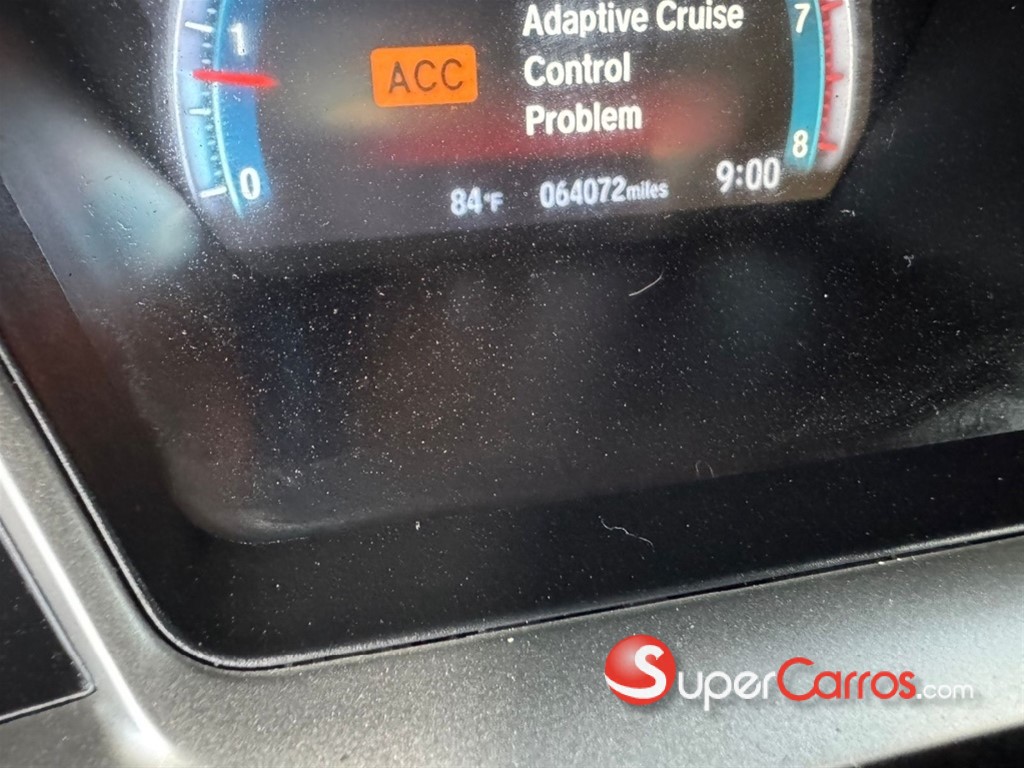 1
0
ACC
Adaptive Cruise
Control
Problem
7
8
84°F 064072miles 9:00
S SuperCarros.com